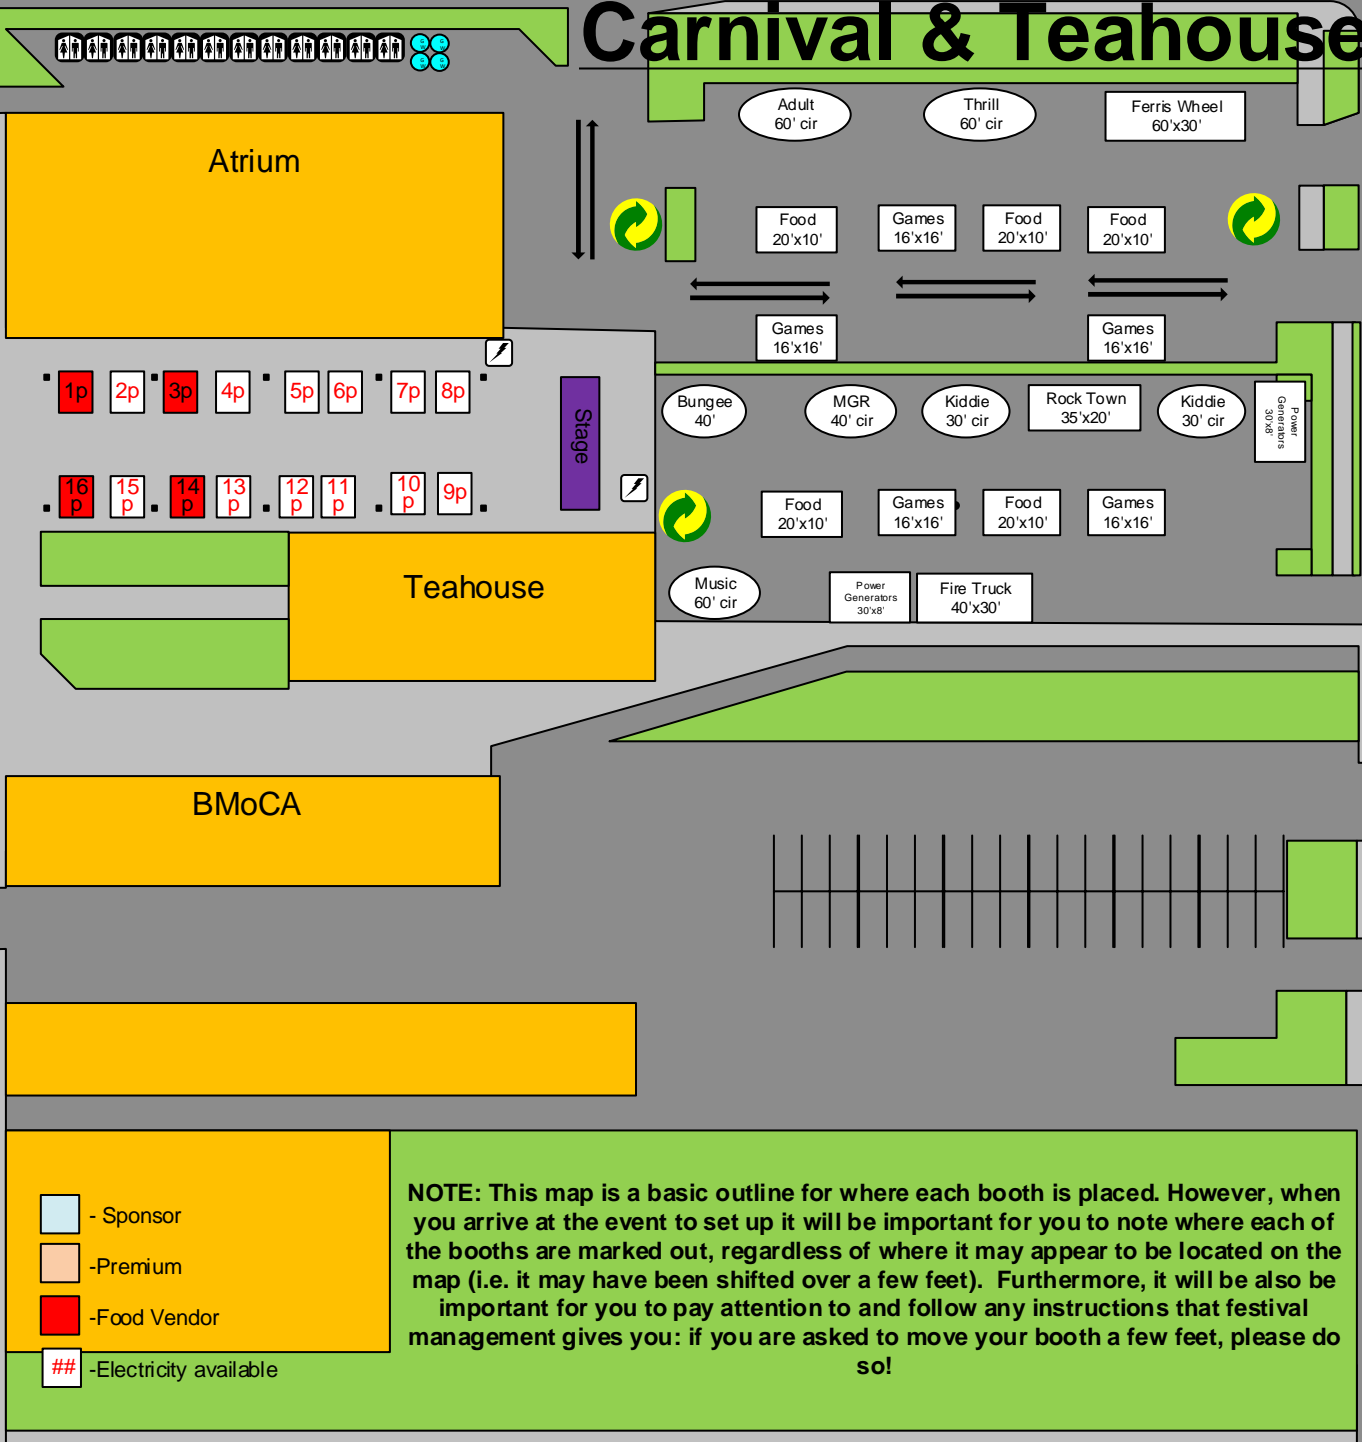 Carnival & Teahouse
G
W
G
W
G
W
G
W
Adult
60' cir
Thrill
60' cir
Ferris Wheel
60'x30'
Atrium
Food
20'x10'
Games
16'x16'
Food
20'x10'
Food
20'x10'
Games
16'x16'
Games
16'x16'
1p
2p
3p
4p
5p
6p
7p
8p
Stage
Bungee
40'
MGR
40' cir
Kiddie
30' cir
Rock Town
35'x20'
Kiddie
30' cir
Power
Generators
30'x8'
16
p
15
p
14
p
13
p
12
p
11
p
10
p
9p
Food
20'x10'
Games
16'x16'
Food
20'x10'
Games
16'x16'
Teahouse
Music
60' cir
Power
Generators
30'x8'
Fire Truck
40'x30'
BMoCA
- Sponsor
-Premium
-Food Vendor
## -Electricity available
NOTE: This map is a basic outline for where each booth is placed. However, when
you arrive at the event to set up it will be important for you to note where each of
the booths are marked out, regardless of where it may appear to be located on the
map (i.e. it may have been shifted over a few feet).  Furthermore, it will be also be
important for you to pay attention to and follow any instructions that festival
management gives you: if you are asked to move your booth a few feet, please do
so!